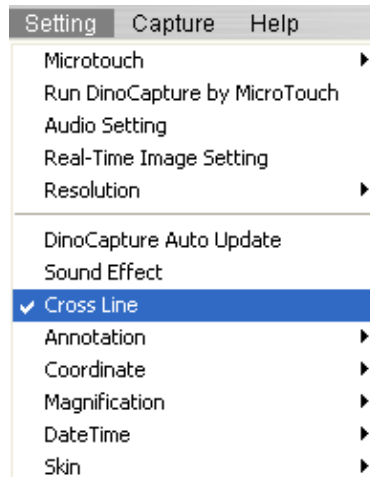 Setting Capture Help
Microtouch
Run DinoCapture by MicroTouch
Audio Setting
Real-Time Image Setting
Resolution
DinoCapture Auto Update
Sound Effect
Cross Line
Annotation
Coordinate
Magnification
DateTime
Skin